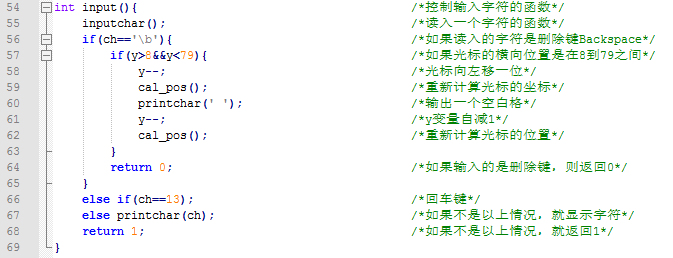 54 int input(){ /*控制输入字符的函数*/
55 inputchar(); /*读入一个字符的函数*/
56 if(ch=='\b'){ /*如果读入的字符是删除键Backspace*/
57 if(y>8&&y<79){ /*如果光标的横向位置是在8到79之间*/
58 y--; /*光标向左移一位*/
59 cal_pos(); /*重新计算光标的坐标*/
60 printchar(' '); /*输出一个空白格*/
61 y--; /*y变量自减1*/
62 cal_pos(); /*重新计算光标的位置*/
63 }
64 return 0; /*如果输入的是删除键，则返回0*/
65 }
66 else if(ch==13); /*回车键*/
67 else printchar(ch); /*如果不是以上情况，就显示字符*/
68 return 1; /*如果不是以上情况，就返回1*/
69 }